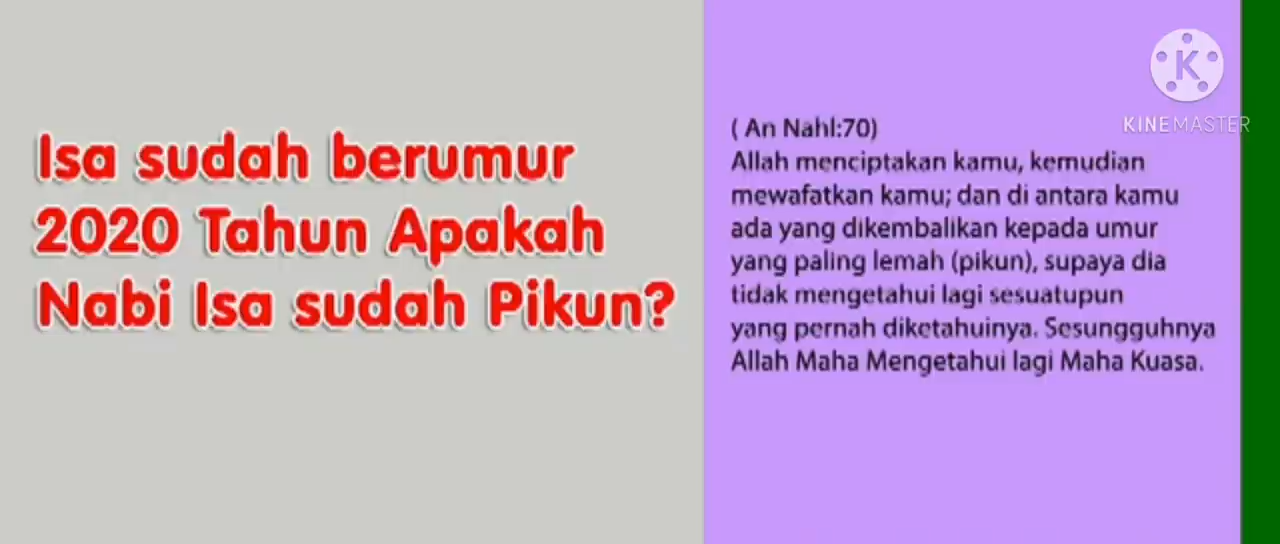 Isa sudah berumur
2020 Tahun Apakah
Nabi Isa sudah Pikun?
( An Nahl:70)
Allah menciptakan kamu, kemudian
mewafatkan kamu; dan di antara kamu
ada yang dikembalikan kepada umur
yang paling lemah (pikun), supaya dia
tidak mengetahui lagi sesuatupun
yang pernah diketahuinya. Sesungguhnya
Allah Maha Mengetahui lagi Maha Kuasa.
K
KINEMASTER